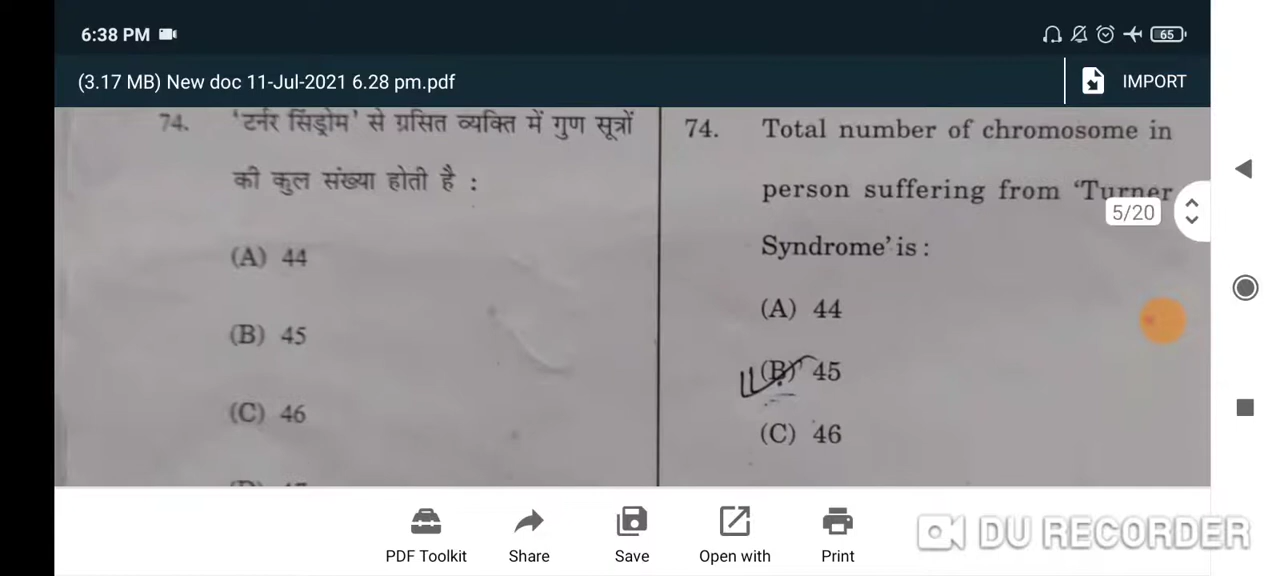 6:38 PM
65
(3.17 MB) New doc 11-Jul-2021 6.28 pm.pdf
IMPORT
74. 'टर्नर सिंड्रोम' से ग्रसित व्यक्ति में गुण सूत्रों
की कुल संख्या होती है :
(A) 44
(B) 45
(C) 46
74. Total number of chromosome in
person suffering from 'Turner
Syndrome' is :
(A) 44
(B) 45
(C) 46
5/20
PDF Toolkit
Share
Save
Open with
Print
DU RECORDER